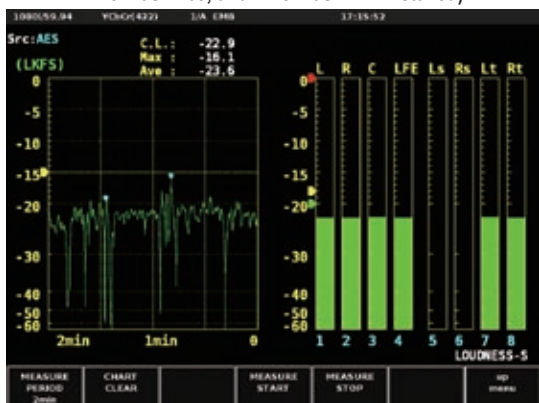 1080I/59.94 YCbCr(422) 1/A EMB 17:15:52
Src:AES
(LKFS)
C.L.: -22.9
Max : -16.1
Ave : -23.6
L R C LFE Ls Rs Lt Rt
0 0
-5 -5
-10 -10
-15 -15
-20 -20
-30 -30
-40 -40
-50 -50
-60 -60
2min 1min 0
1 2 3 4 5 6 7 8
LOUDNESS-S
MEASURE PERIOD 2min
CHART CLEAR
MEASURE START
MEASURE STOP
up menu